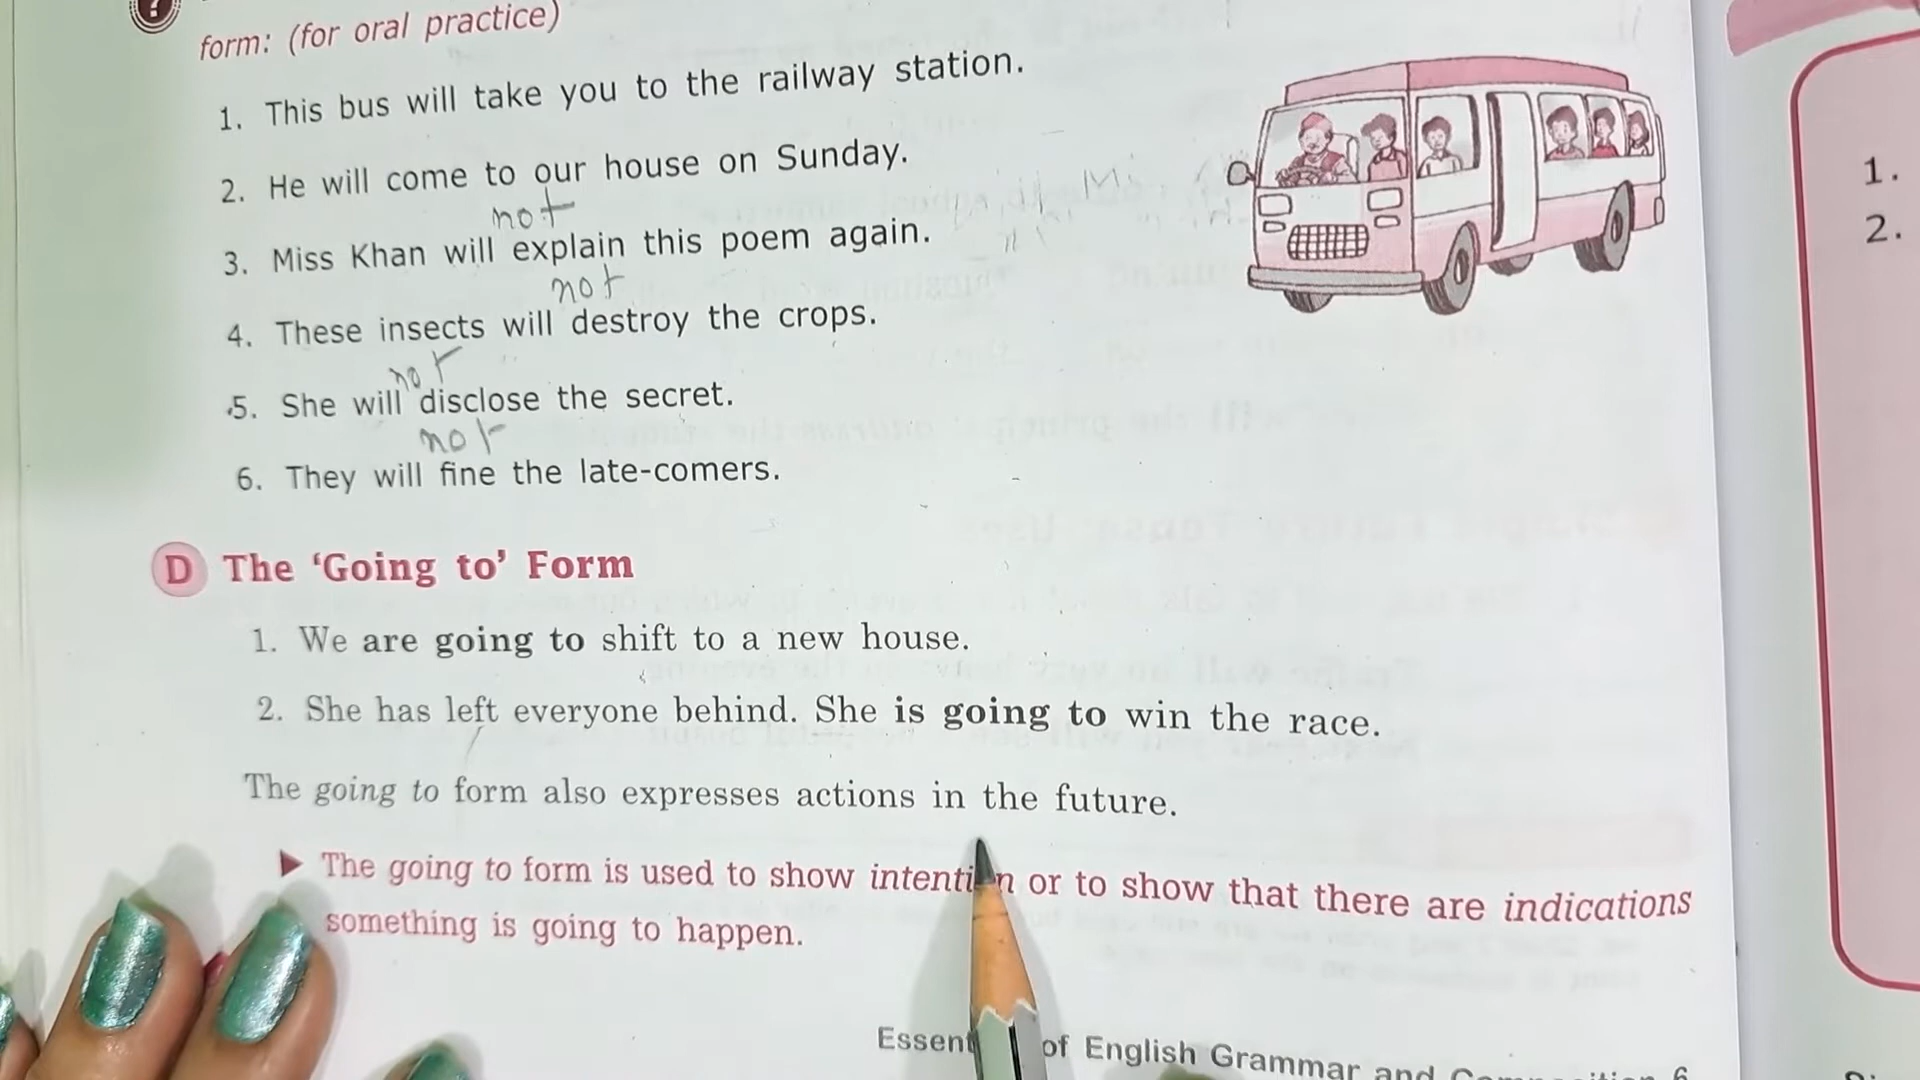 form: (for oral practice)
1. This bus will take you to the railway station.
2. He will come to our house on Sunday.
not
3. Miss Khan will explain this poem again.
not
4. These insects will destroy the crops.
not
5. She will disclose the secret.
not
6. They will fine the late-comers.
D The ‘Going to’ Form
1. We are going to shift to a new house.
2. She has left everyone behind. She is going to win the race.
The going to form also expresses actions in the future.
▶ The going to form is used to show intention or to show that there are indications
something is going to happen.
of English Grammar and
1.
2.